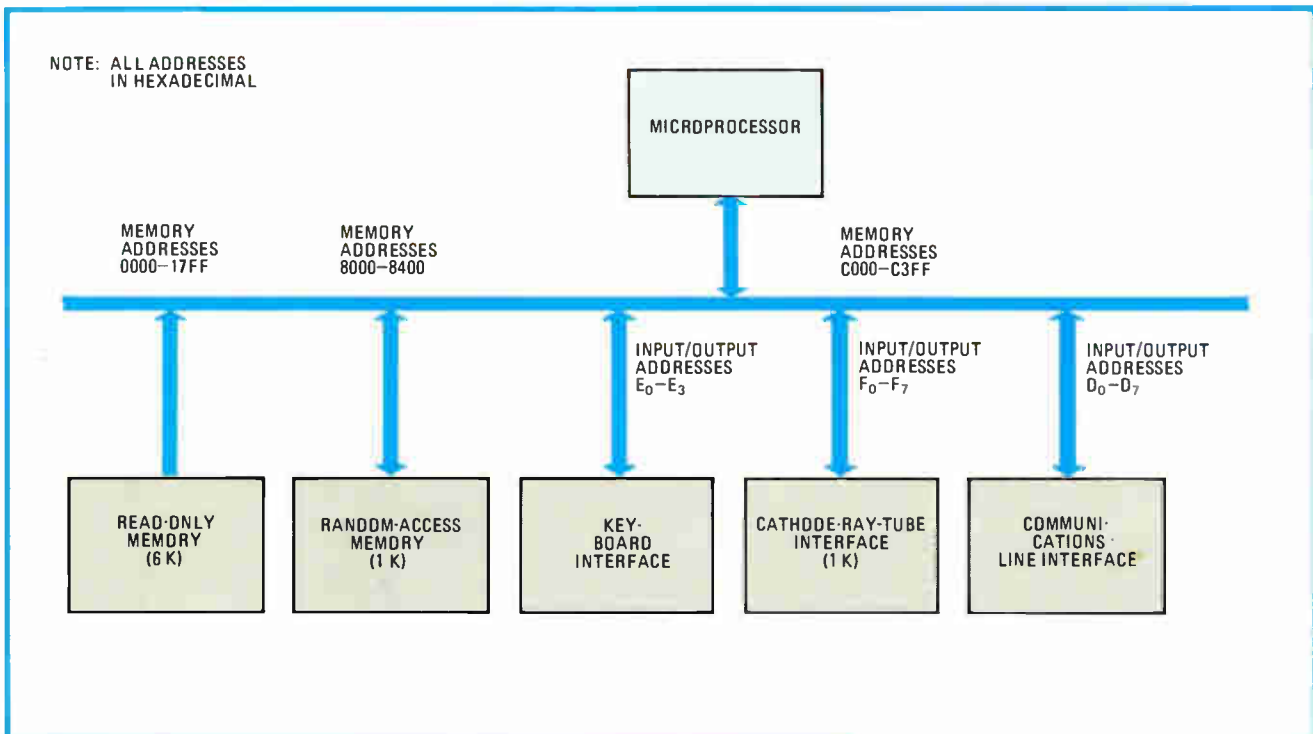 NOTE: ALL ADDRESSES
IN HEXADECIMAL
MICROPROCESSOR
MEMORY
ADDRESSES
0000–17FF
MEMORY
ADDRESSES
8000–8400
MEMORY
ADDRESSES
C000–C3FF
INPUT/OUTPUT
ADDRESSES
E₀–E₃
INPUT/OUTPUT
ADDRESSES
F₀–F₇
INPUT/OUTPUT
ADDRESSES
D₀–D₇
READ-ONLY
MEMORY
(6 K)
RANDOM-ACCESS
MEMORY
(1 K)
KEY-
BOARD
INTERFACE
CATHODE-RAY-TUBE
INTERFACE
(1 K)
COMMUNI-
CATIONS-
LINE INTERFACE